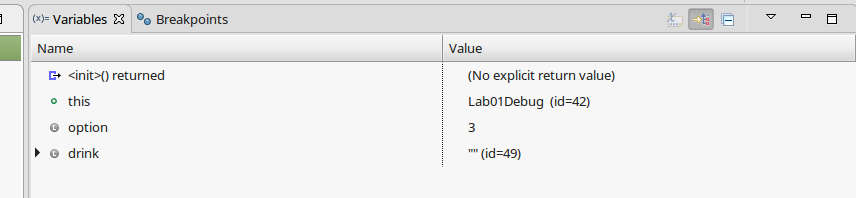 (x)= Variables Breakpoints
Name Value
<init>() returned (No explicit return value)
this Lab01Debug (id=42)
option 3
drink "" (id=49)